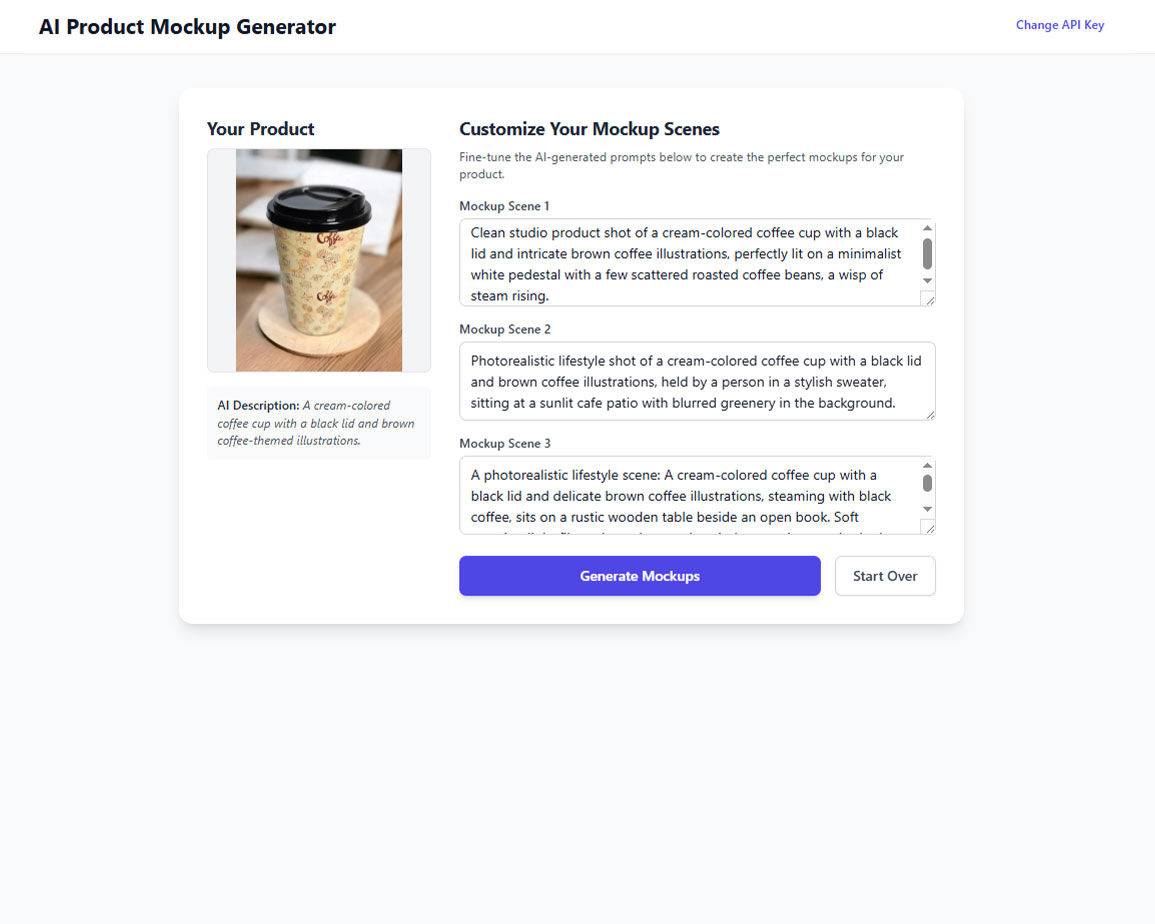 AI Product Mockup Generator
Change API Key
Your Product
Coffee
Coffee
AI Description: A cream-colored
coffee cup with a black lid and brown
coffee-themed illustrations.
Customize Your Mockup Scenes
Fine-tune the AI-generated prompts below to create the perfect mockups for your
product.
Mockup Scene 1
Clean studio product shot of a cream-colored coffee cup with a black
lid and intricate brown coffee illustrations, perfectly lit on a minimalist
white pedestal with a few scattered roasted coffee beans, a wisp of
steam rising.
Mockup Scene 2
Photorealistic lifestyle shot of a cream-colored coffee cup with a black lid
and brown coffee illustrations, held by a person in a stylish sweater,
sitting at a sunlit cafe patio with blurred greenery in the background.
Mockup Scene 3
A photorealistic lifestyle scene: A cream-colored coffee cup with a
black lid and delicate brown coffee illustrations, steaming with black
coffee, sits on a rustic wooden table beside an open book. Soft
Generate Mockups
Start Over